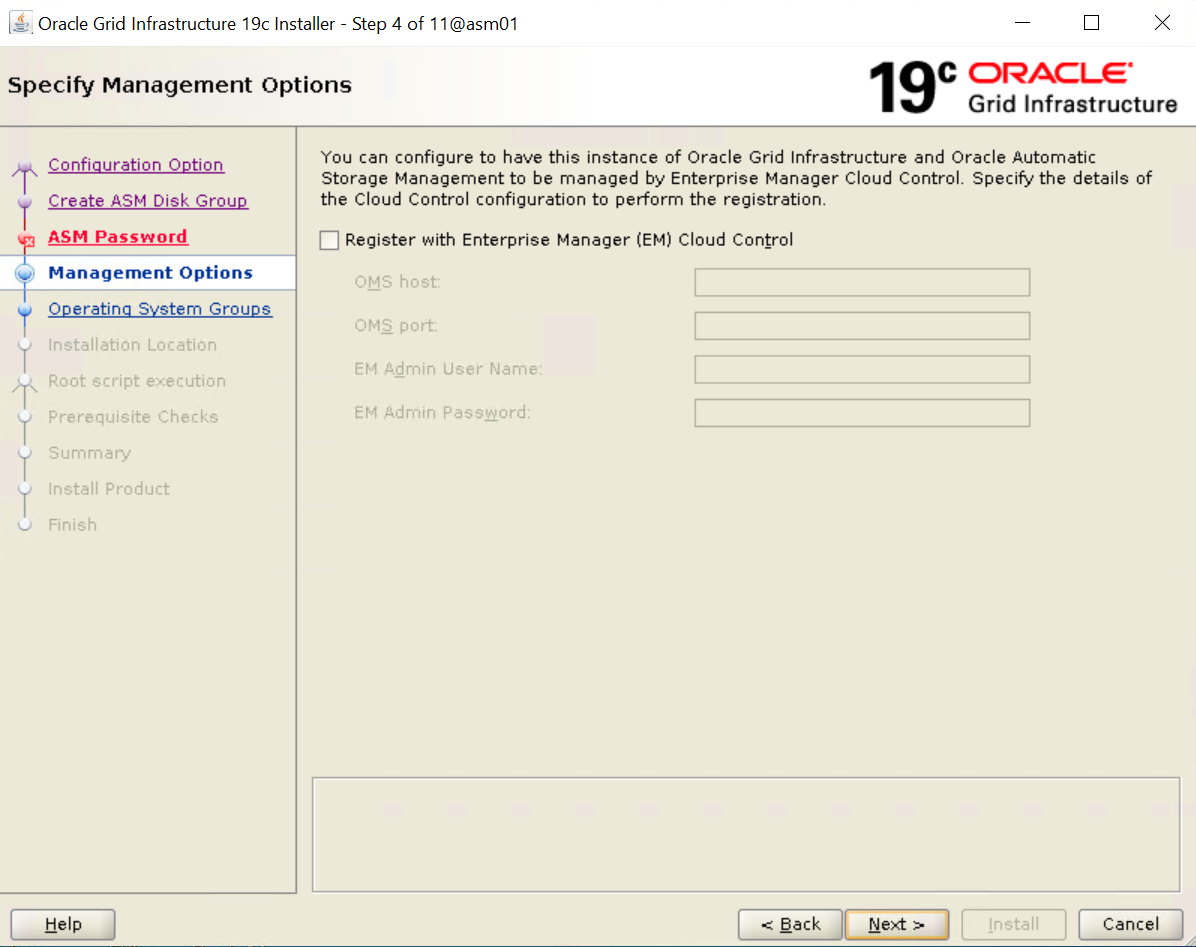 Oracle Grid Infrastructure 19c Installer - Step 4 of 11@asm01
Specify Management Options
19c ORACLE
Grid Infrastructure
Configuration Option
Create ASM Disk Group
ASM Password
Management Options
Operating System Groups
Installation Location
Root script execution
Prerequisite Checks
Summary
Install Product
Finish
You can configure to have this instance of Oracle Grid Infrastructure and Oracle Automatic
Storage Management to be managed by Enterprise Manager Cloud Control. Specify the details of
the Cloud Control configuration to perform the registration.
Register with Enterprise Manager (EM) Cloud Control
OMS host:
OMS port:
EM Admin User Name:
EM Admin Password:
Help
< Back
Next >
Install
Cancel